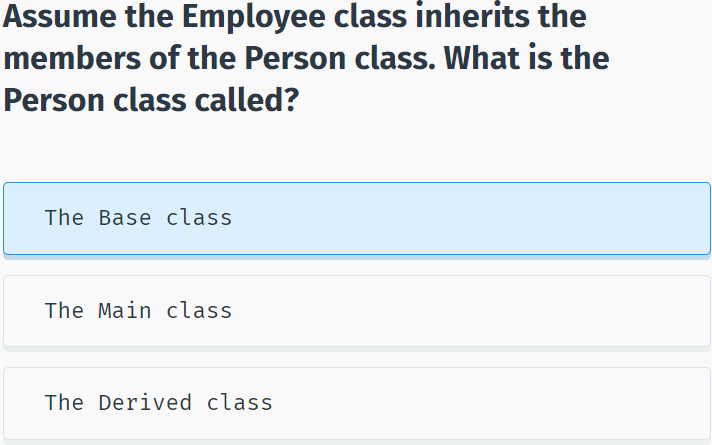 Assume the Employee class inherits the
members of the Person class. What is the
Person class called?
The Base class
The Main class
The Derived class